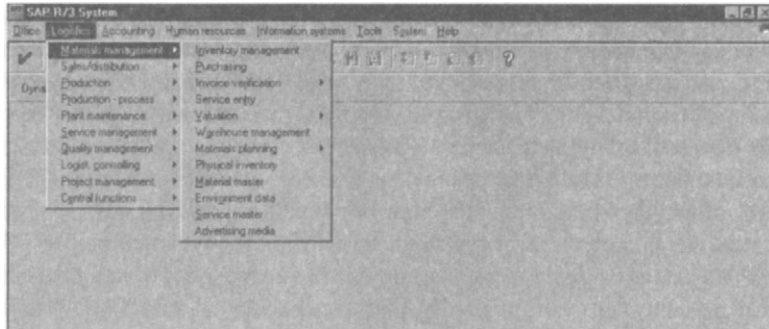 SAP R/3 System
Office Logistics Accounting Human resources Information systems Tools System Help
Materials management
Sales/distribution
Production
Production - process
Plant maintenance
Service management
Quality management
Logist. controlling
Project management
Central functions
Inventory management
Purchasing
Invoice verification
Service entry
Valuation
Warehouse management
Materials planning
Physical inventory
Material master
Environment data
Service master
Advertising media
Dyna